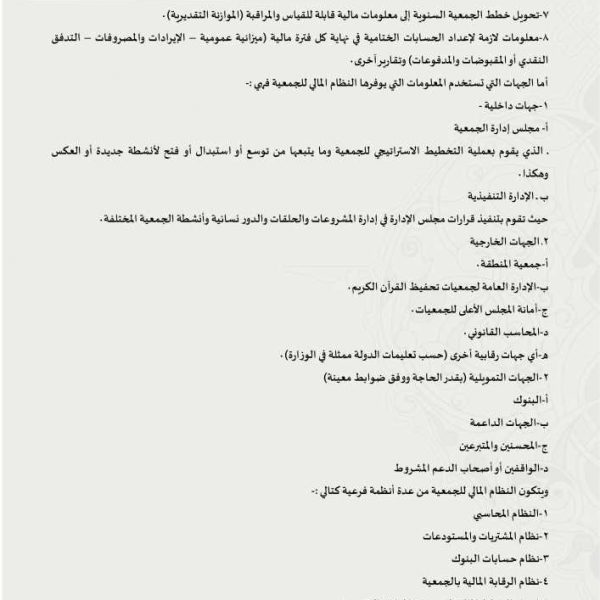 ٧-تحويل خطط الجمعية السنوية إلى معلومات مالية قابلة للقياس والمراقبة (الموازنة التقديرية).
٨-معلومات لازمة لإعداد الحسابات الختامية في نهاية كل فترة مالية (ميزانية عمومية – الإيرادات والمصروفات – التدفق
النقدي أو المقبوضات والمدفوعات) وتقارير آخرى.
أما الجهات التي تستخدم المعلومات التي يوفرها النظام المالي للجمعية فهي :-
١-جهات داخلية -
أ- مجلس إدارة الجمعية
. الذي يقوم بعملية التخطيط الاستراتيجي للجمعية وما يتبعها من توسع أو استبدال أو فتح لأنشطة جديدة أو العكس
وهكذا.
ب. الإدارة التنفيذية
حيث تقوم بتنفيذ قرارات مجلس الإدارة في إدارة المشروعات والحلقات والدور نسائية وأنشطة الجمعية المختلفة.
٢. الجهات الخارجية
أ-جمعية المنطقة.
ب-الإدارة العامة لجمعيات تحفيظ القرآن الكريم.
ج-أمانة المجلس الأعلى للجمعيات.
د-المحاسب القانوني.
ه-أي جهات رقابية أخرى (حسب تعليمات الدولة ممثلة في الوزارة).
٢-الجهات التمويلية (بقدر الحاجة ووفق ضوابط معينة)
أ-البنوك
ب-الجهات الداعمة
ج-المحسنين والمتبرعين
د-الواقفين أو أصحاب الدعم المشروط
ويتكون النظام المالي للجمعية من عدة أنظمة فرعية كتالي :-
١-النظام المحاسبي
٢-نظام المشتريات والمستودعات
٣-نظام حسابات البنوك
٤-نظام الرقابة المالية بالجمعية